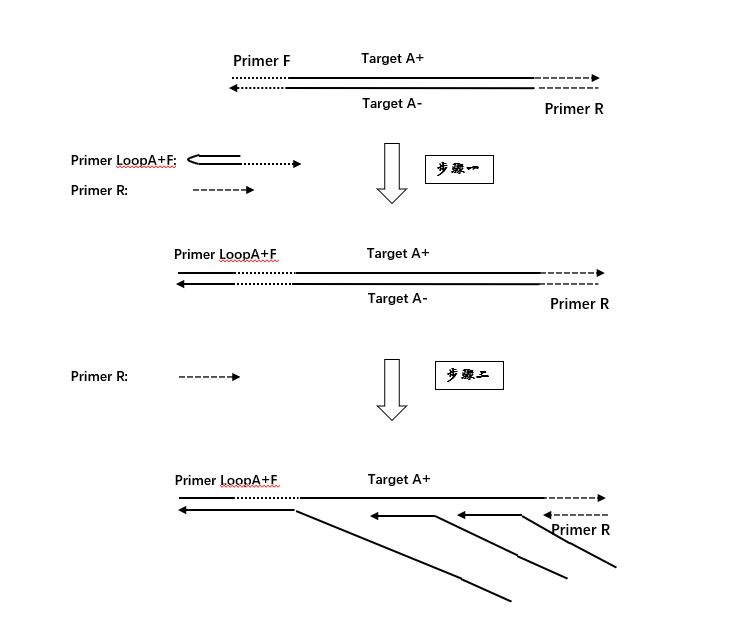 Primer F
Target A+
Target A-
Primer R
Primer LoopA+F:
步骤一
Primer R:
Primer LoopA+F
Target A+
Target A-
Primer R
Primer R:
步骤二
Primer LoopA+F
Target A+
Primer R